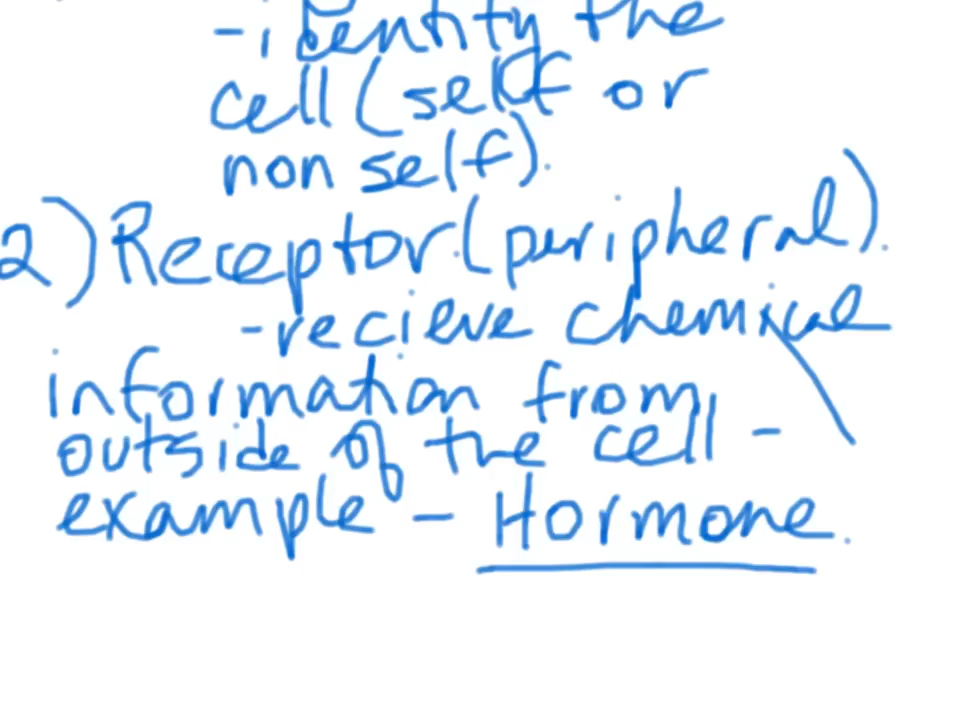 - identity the
cell (self or
non self).
2) Receptor (peripheral).
- recieve chemical
information from
outside of the cell -
example - Hormone.